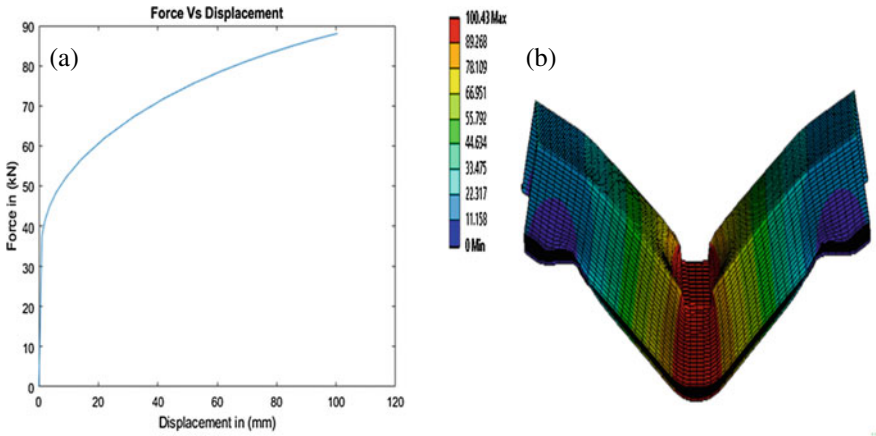 Force Vs Displacement
(a)
90
80
70
60
50
40
30
20
10
0
Force in (kN)
0 20 40 60 80 100 120
Displacement in (mm)
(b)
100.43 Max
89.268
78.109
66.951
55.792
44.634
33.475
22.317
11.158
0 Min